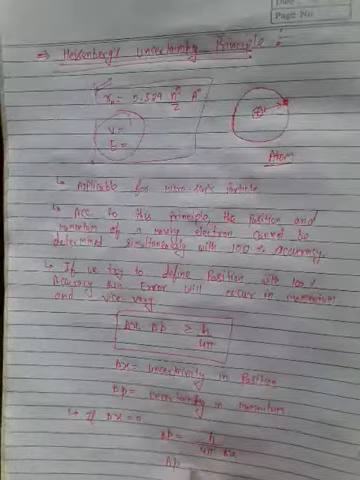 Date
Page No
⇒ Heisenberg's Uncertainty Principle :
rn = 0.529 n²/z A°
V =
E =
Atom
↳ Applicable for microscopic particle
↳ Acc to this principle, the position and
momentum of a moving electron cannot be
determined simultaneously with 100 % accuracy.
↳ If we try to define Position with 100 %
Accuracy then Error will occur in momentum
and vice very
Δx Δp ≥ h/4π
Δx = uncertainty in Position
Δp = uncertainty in momentum
↳ If Δx = 0
Δp = h/4π Δx
Δp